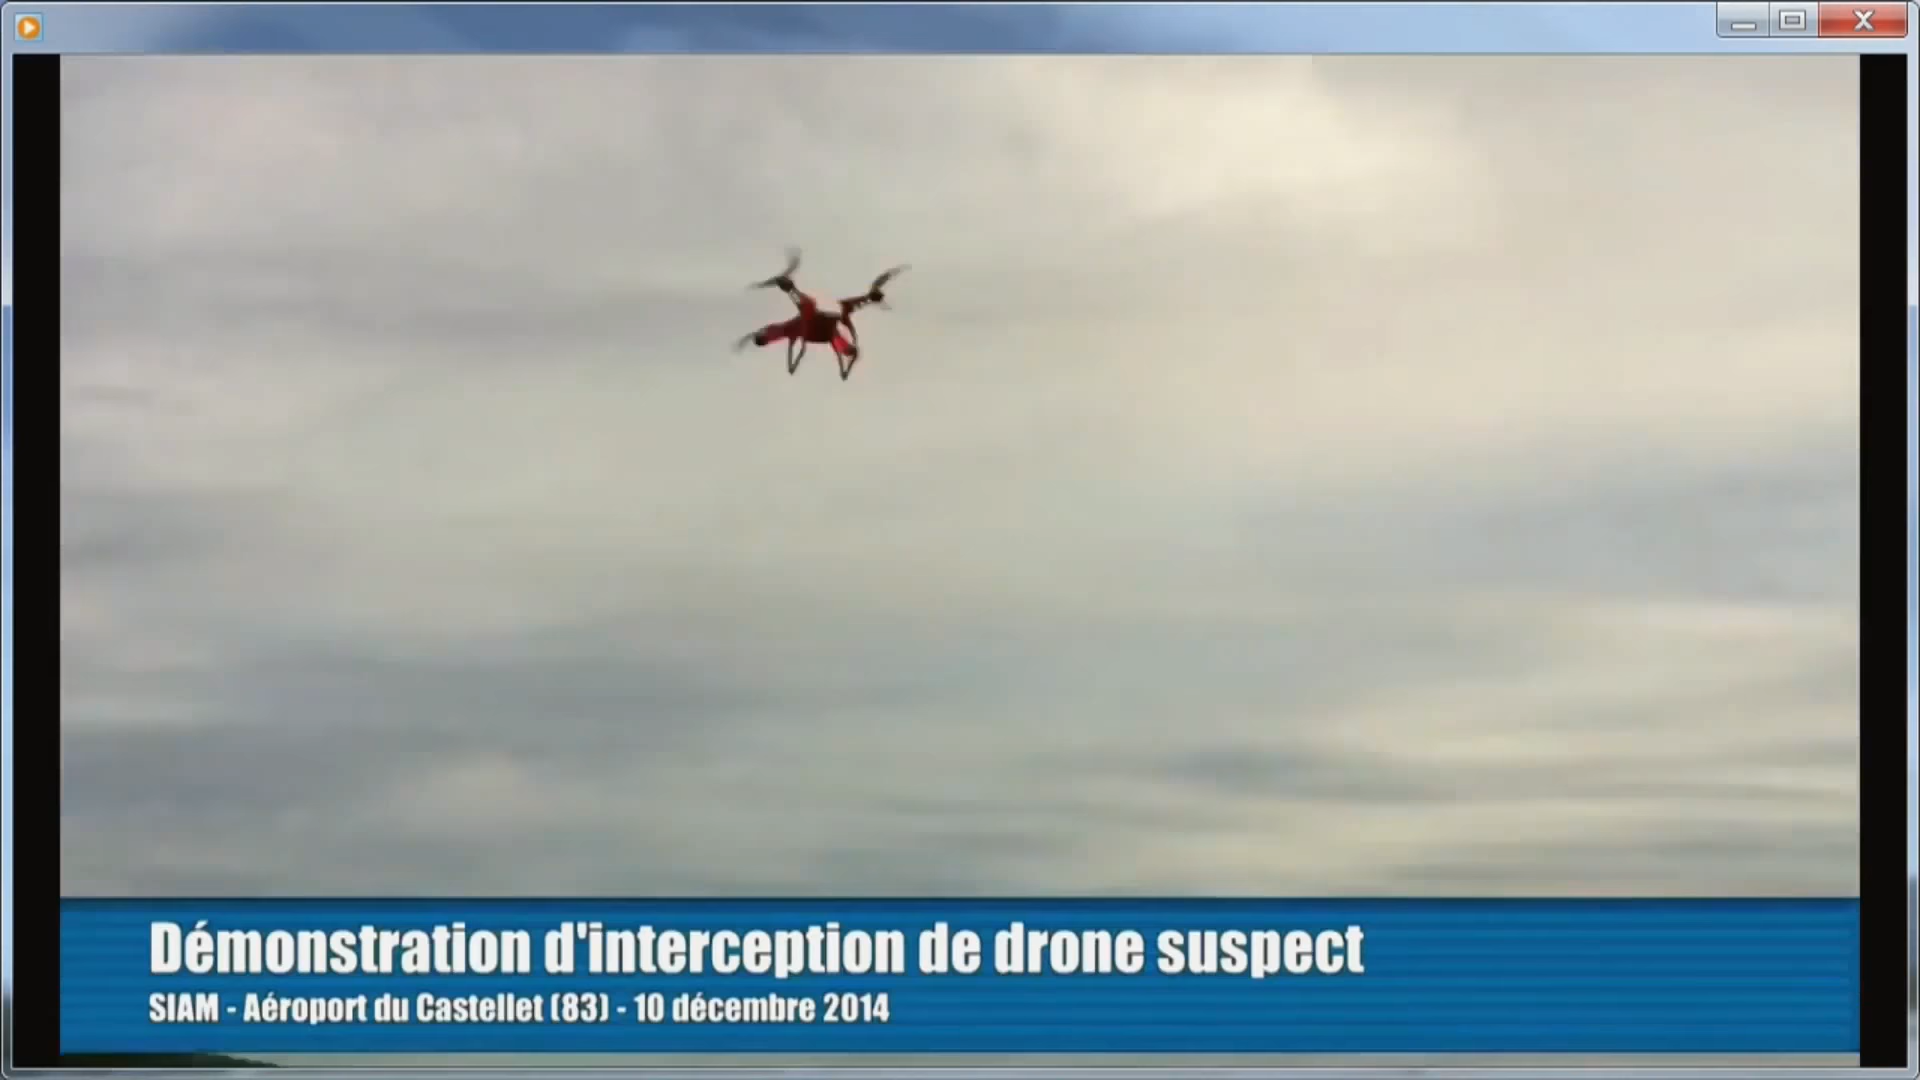 Démonstration d'interception de drone suspect
SIAM - Aéroport du Castellet (83) - 10 décembre 2014